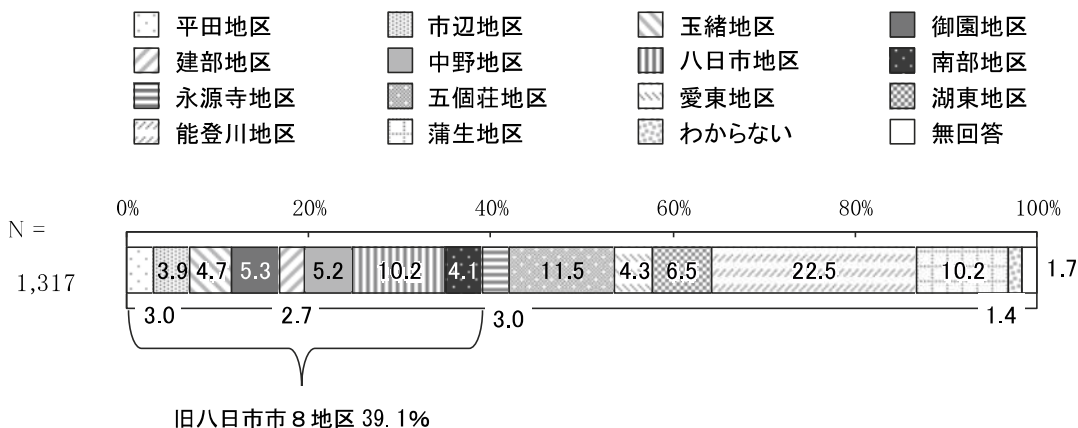 平田地区 市辺地区 玉緒地区 御園地区
建部地区 中野地区 八日市地区 南部地区
永源寺地区 五個荘地区 愛東地区 湖東地区
能登川地区 蒲生地区 わからない 無回答
0% 20% 40% 60% 80% 100%
N =
1,317
3.9 4.7 5.3 5.2 10.2 4.1 11.5 4.3 6.5 22.5 10.2 1.7
3.0 2.7 3.0 1.4
旧八日市市８地区 39.1%